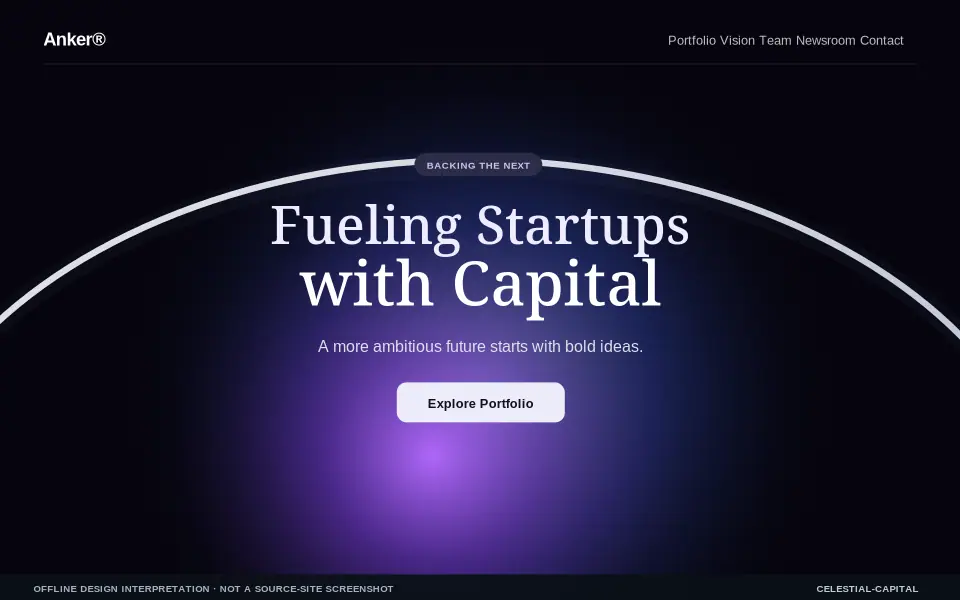 Anker®
Portfolio Vision Team Newsroom Contact
BACKING THE NEXT
Fueling Startups
with Capital
A more ambitious future starts with bold ideas.
Explore Portfolio
OFFLINE DESIGN INTERPRETATION · NOT A SOURCE-SITE SCREENSHOT
CELESTIAL-CAPITAL